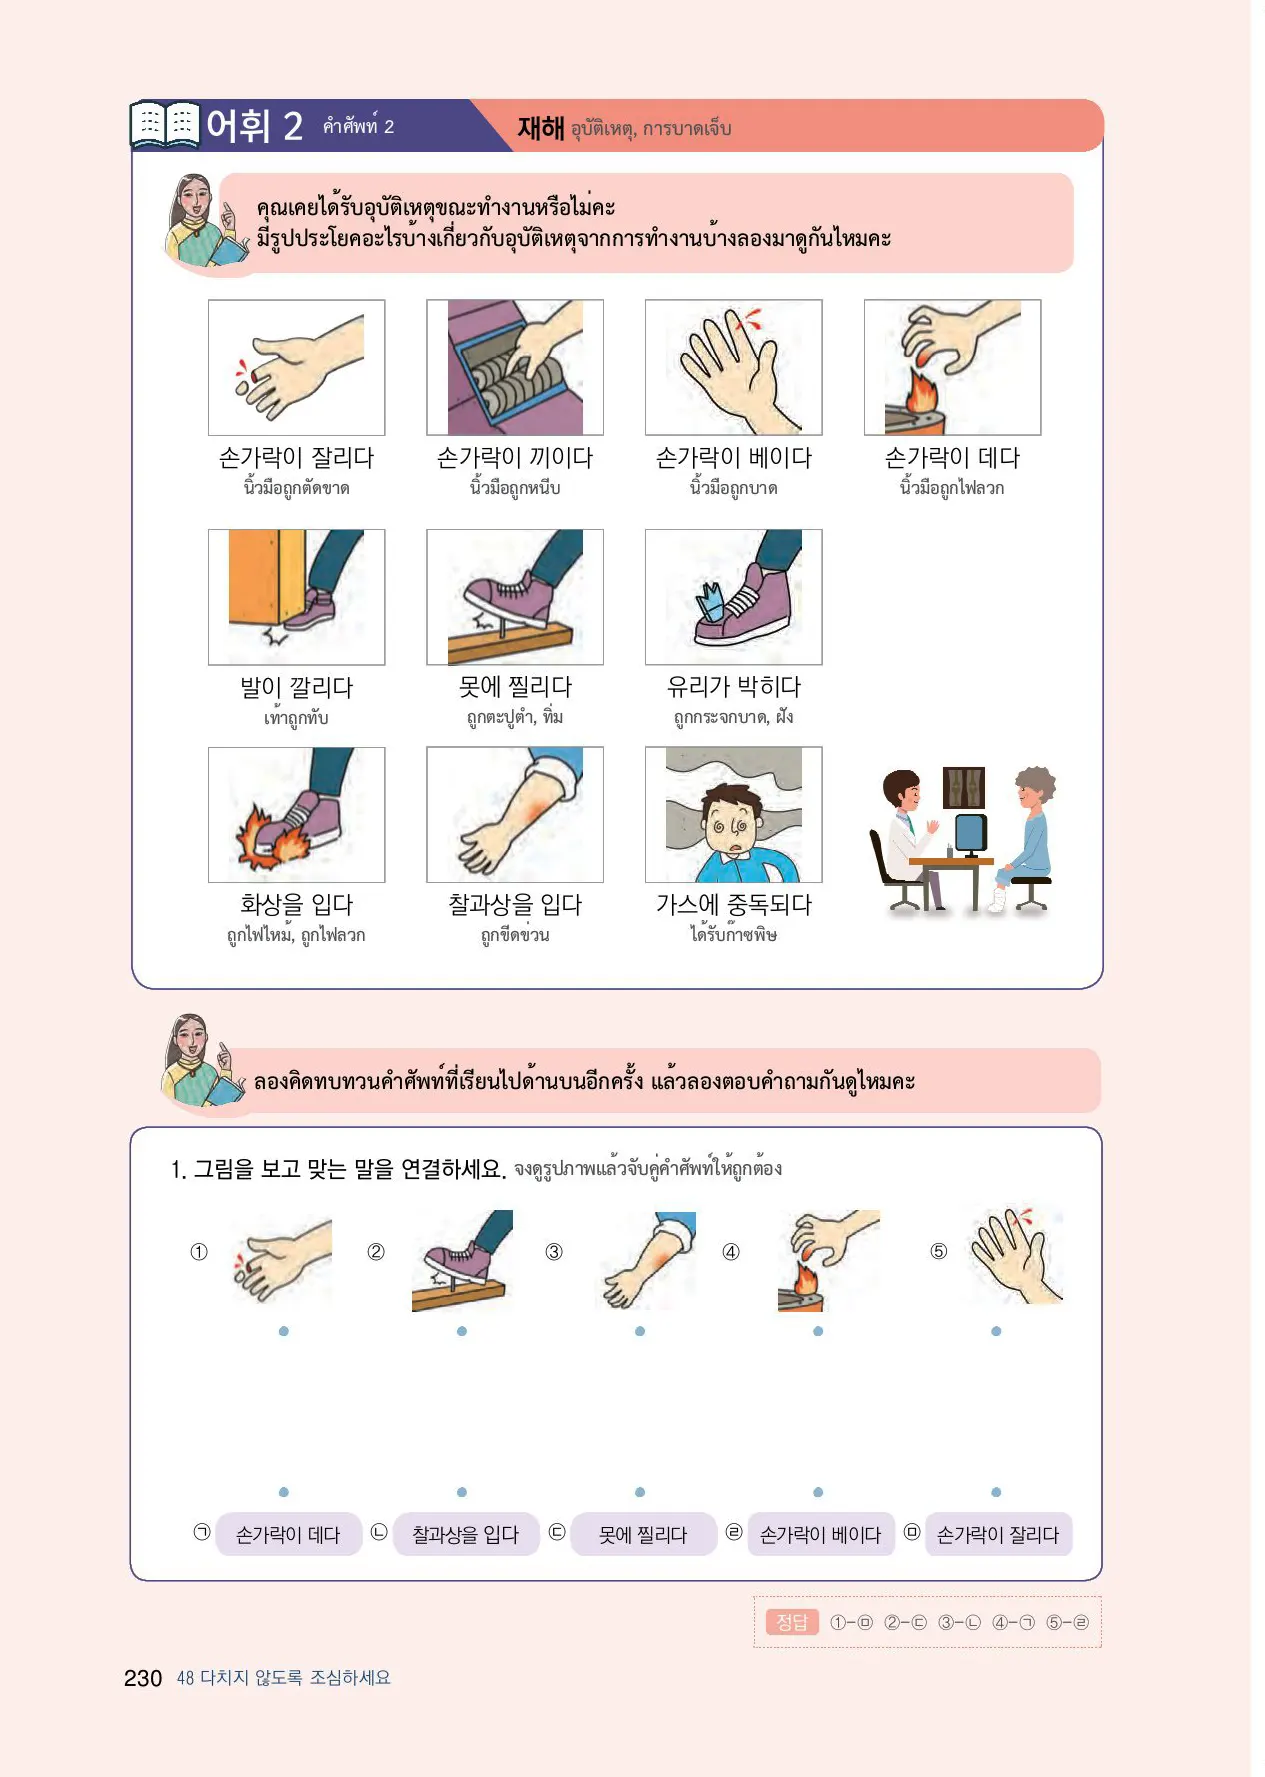 어휘 2 คำศัพท์ 2 재해 อุบัติเหตุ, การบาดเจ็บ
คุณเคยได้รับอุบัติเหตุขณะทำงานหรือไม่คะ
มีรูปประโยคอะไรบ้างเกี่ยวกับอุบัติเหตุจากการทำงานบ้างลองมาดูกันไหมคะ
손가락이 잘리다 손가락이 끼이다 손가락이 베이다 손가락이 데다
นิ้วมือถูกตัดขาด นิ้วมือถูกหนีบ นิ้วมือถูกบาด นิ้วมือถูกไฟลวก
발이 깔리다 못에 찔리다 유리가 박히다
เท้าถูกทับ ถูกตะปูตำ, ทิ่ม ถูกกระจกบาด, ฝัง
화상을 입다 찰과상을 입다 가스에 중독되다
ถูกไฟไหม้, ถูกไฟลวก ถูกขีดข่วน ได้รับก๊าซพิษ
ลองคิดทบทวนคำศัพท์ที่เรียนไปด้านบนอีกครั้ง แล้วลองตอบคำถามกันดูไหมคะ
1. 그림을 보고 맞는 말을 연결하세요. จงดูรูปภาพแล้วจับคู่คำศัพท์ให้ถูกต้อง
① ② ③ ④ ⑤
㉠ 손가락이 데다 ㉡ 찰과상을 입다 ㉢ 못에 찔리다 ㉣ 손가락이 베이다 ㉤ 손가락이 잘리다
정답 ①-㉤ ②-㉢ ③-㉡ ④-㉠ ⑤-㉣
230 48 다치지 않도록 조심하세요